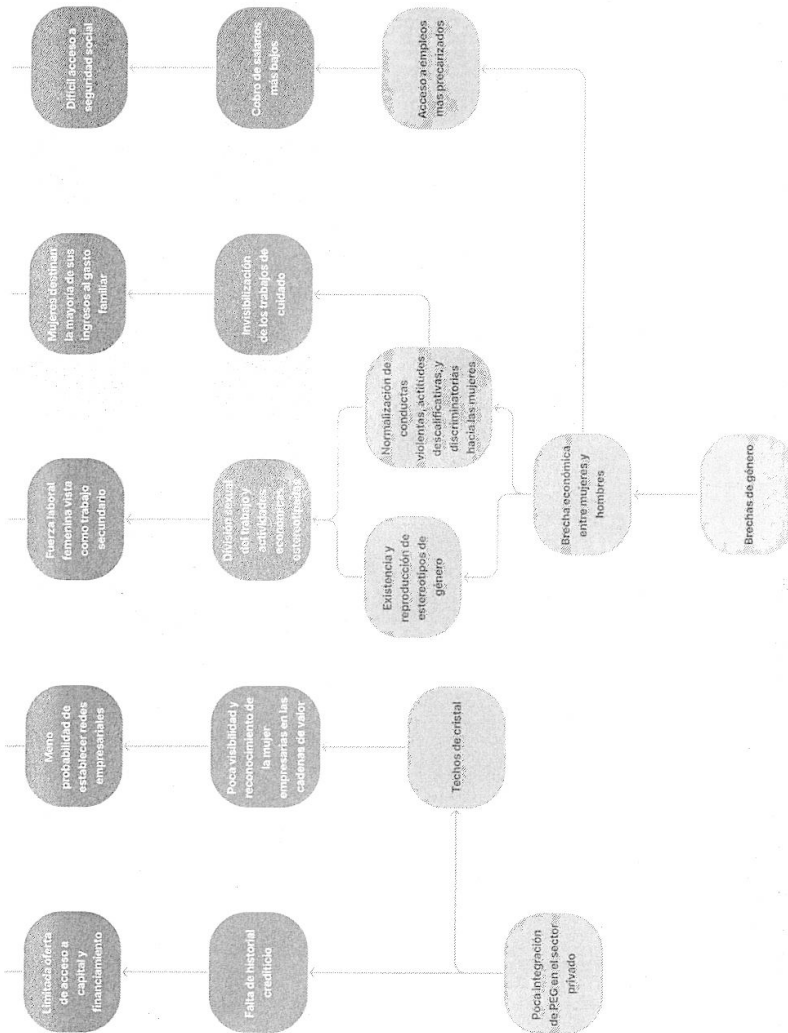 Limitada oferta
de acceso a
capital y
financiamiento
Meno
probabilidad de
establecer redes
empresariales
Fuerza laboral
femenina vista
como trabajo
secundario
Mujeres destinan
la mayoría de sus
ingresos al gasto
familiar
Difícil acceso a
seguridad social
Falta de historial
crediticio
Poca visibilidad y
reconocimiento de
la mujer
empresarias en las
cadenas de valor
División sexual
del trabajo y
actividades
económicas
estereotipadas
Invisibilización
de los trabajos de
cuidado
Cobro de salarios
más bajos
Existencia y
reproducción de
estereotipos de
género
Normalización de
conductas
violentas, actitudes
descalificativas, y
discriminatorias
hacia las mujeres
Techos de cristal
Acceso a empleos
más precarizados
Poca integración
de PEG en el sector
privado
Brecha económica
entre mujeres y
hombres
Brechas de género